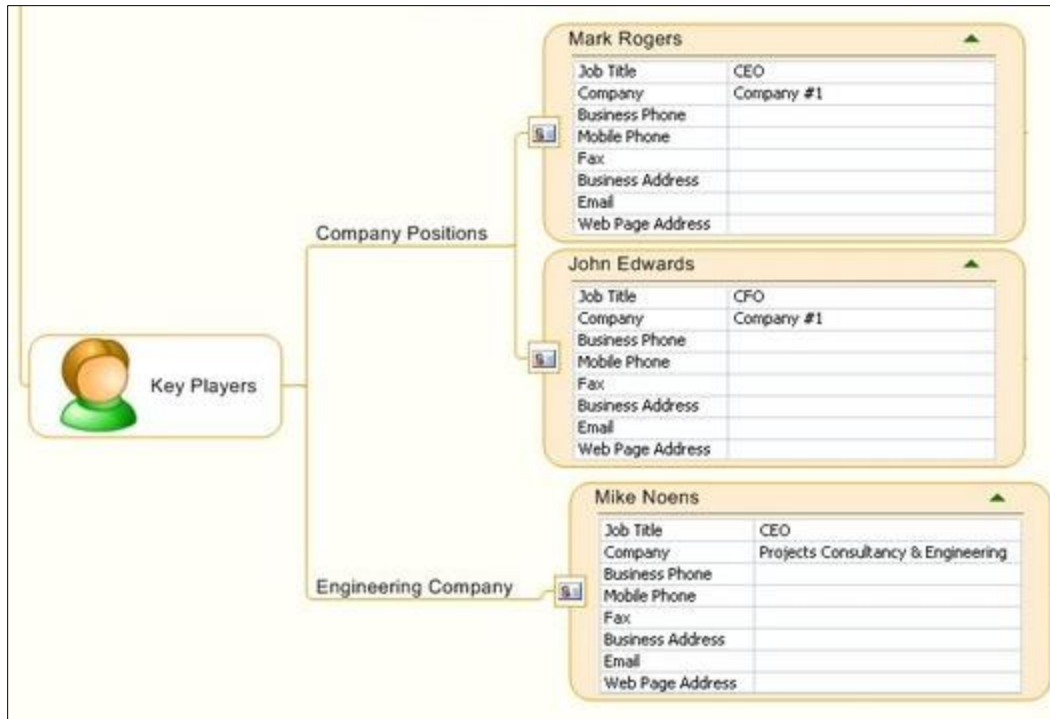 Mark Rogers
Job Title CEO
Company Company #1
Business Phone
Mobile Phone
Fax
Business Address
Email
Web Page Address
Company Positions
John Edwards
Job Title CFO
Company Company #1
Business Phone
Mobile Phone
Fax
Business Address
Email
Web Page Address
Key Players
Mike Noens
Job Title CEO
Company Projects Consultancy & Engineering
Business Phone
Mobile Phone
Fax
Business Address
Email
Web Page Address
Engineering Company